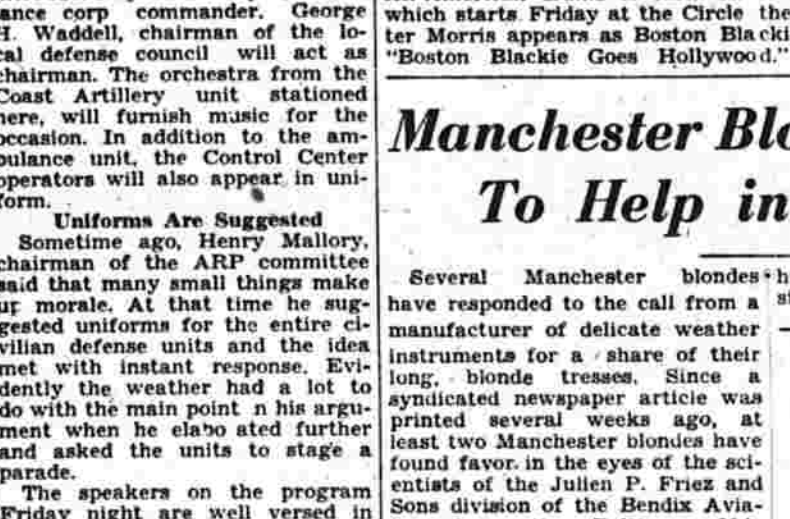 ance corp commander. George
H. Waddell, chairman of the lo-
cal defense council will act as
chairman. The orchestra from the
Coast Artillery unit stationed
here, will furnish music for the
occasion. In addition to the am-
bulance unit, the Control Center
operators will also appear in uni-
form.
Uniforms Are Suggested
Sometime ago, Henry Mallory,
chairman of the ARP committee
said that many small things make
up morale. At that time he sug-
gested uniforms for the entire ci-
vilian defense units and the idea
met with instant response. Evi-
dently the weather had a lot to
do with the main point n his argu-
ment when he elabo ated further
and asked the units to stage a
parade.
The speakers on the program
Friday night are well versed in
which starts Friday at the Circle the
ter Morris appears as Boston Blacki
"Boston Blackie Goes Hollywood."
Manchester Blo
To Help in
Several Manchester blondes
have responded to the call from a
manufacturer of delicate weather
instruments for a share of their
long, blonde tresses. Since a
syndicated newspaper article was
printed several weeks ago, at
least two Manchester blondes have
found favor in the eyes of the sci-
entists of the Julien P. Friez and
Sons division of the Bendix Avia-